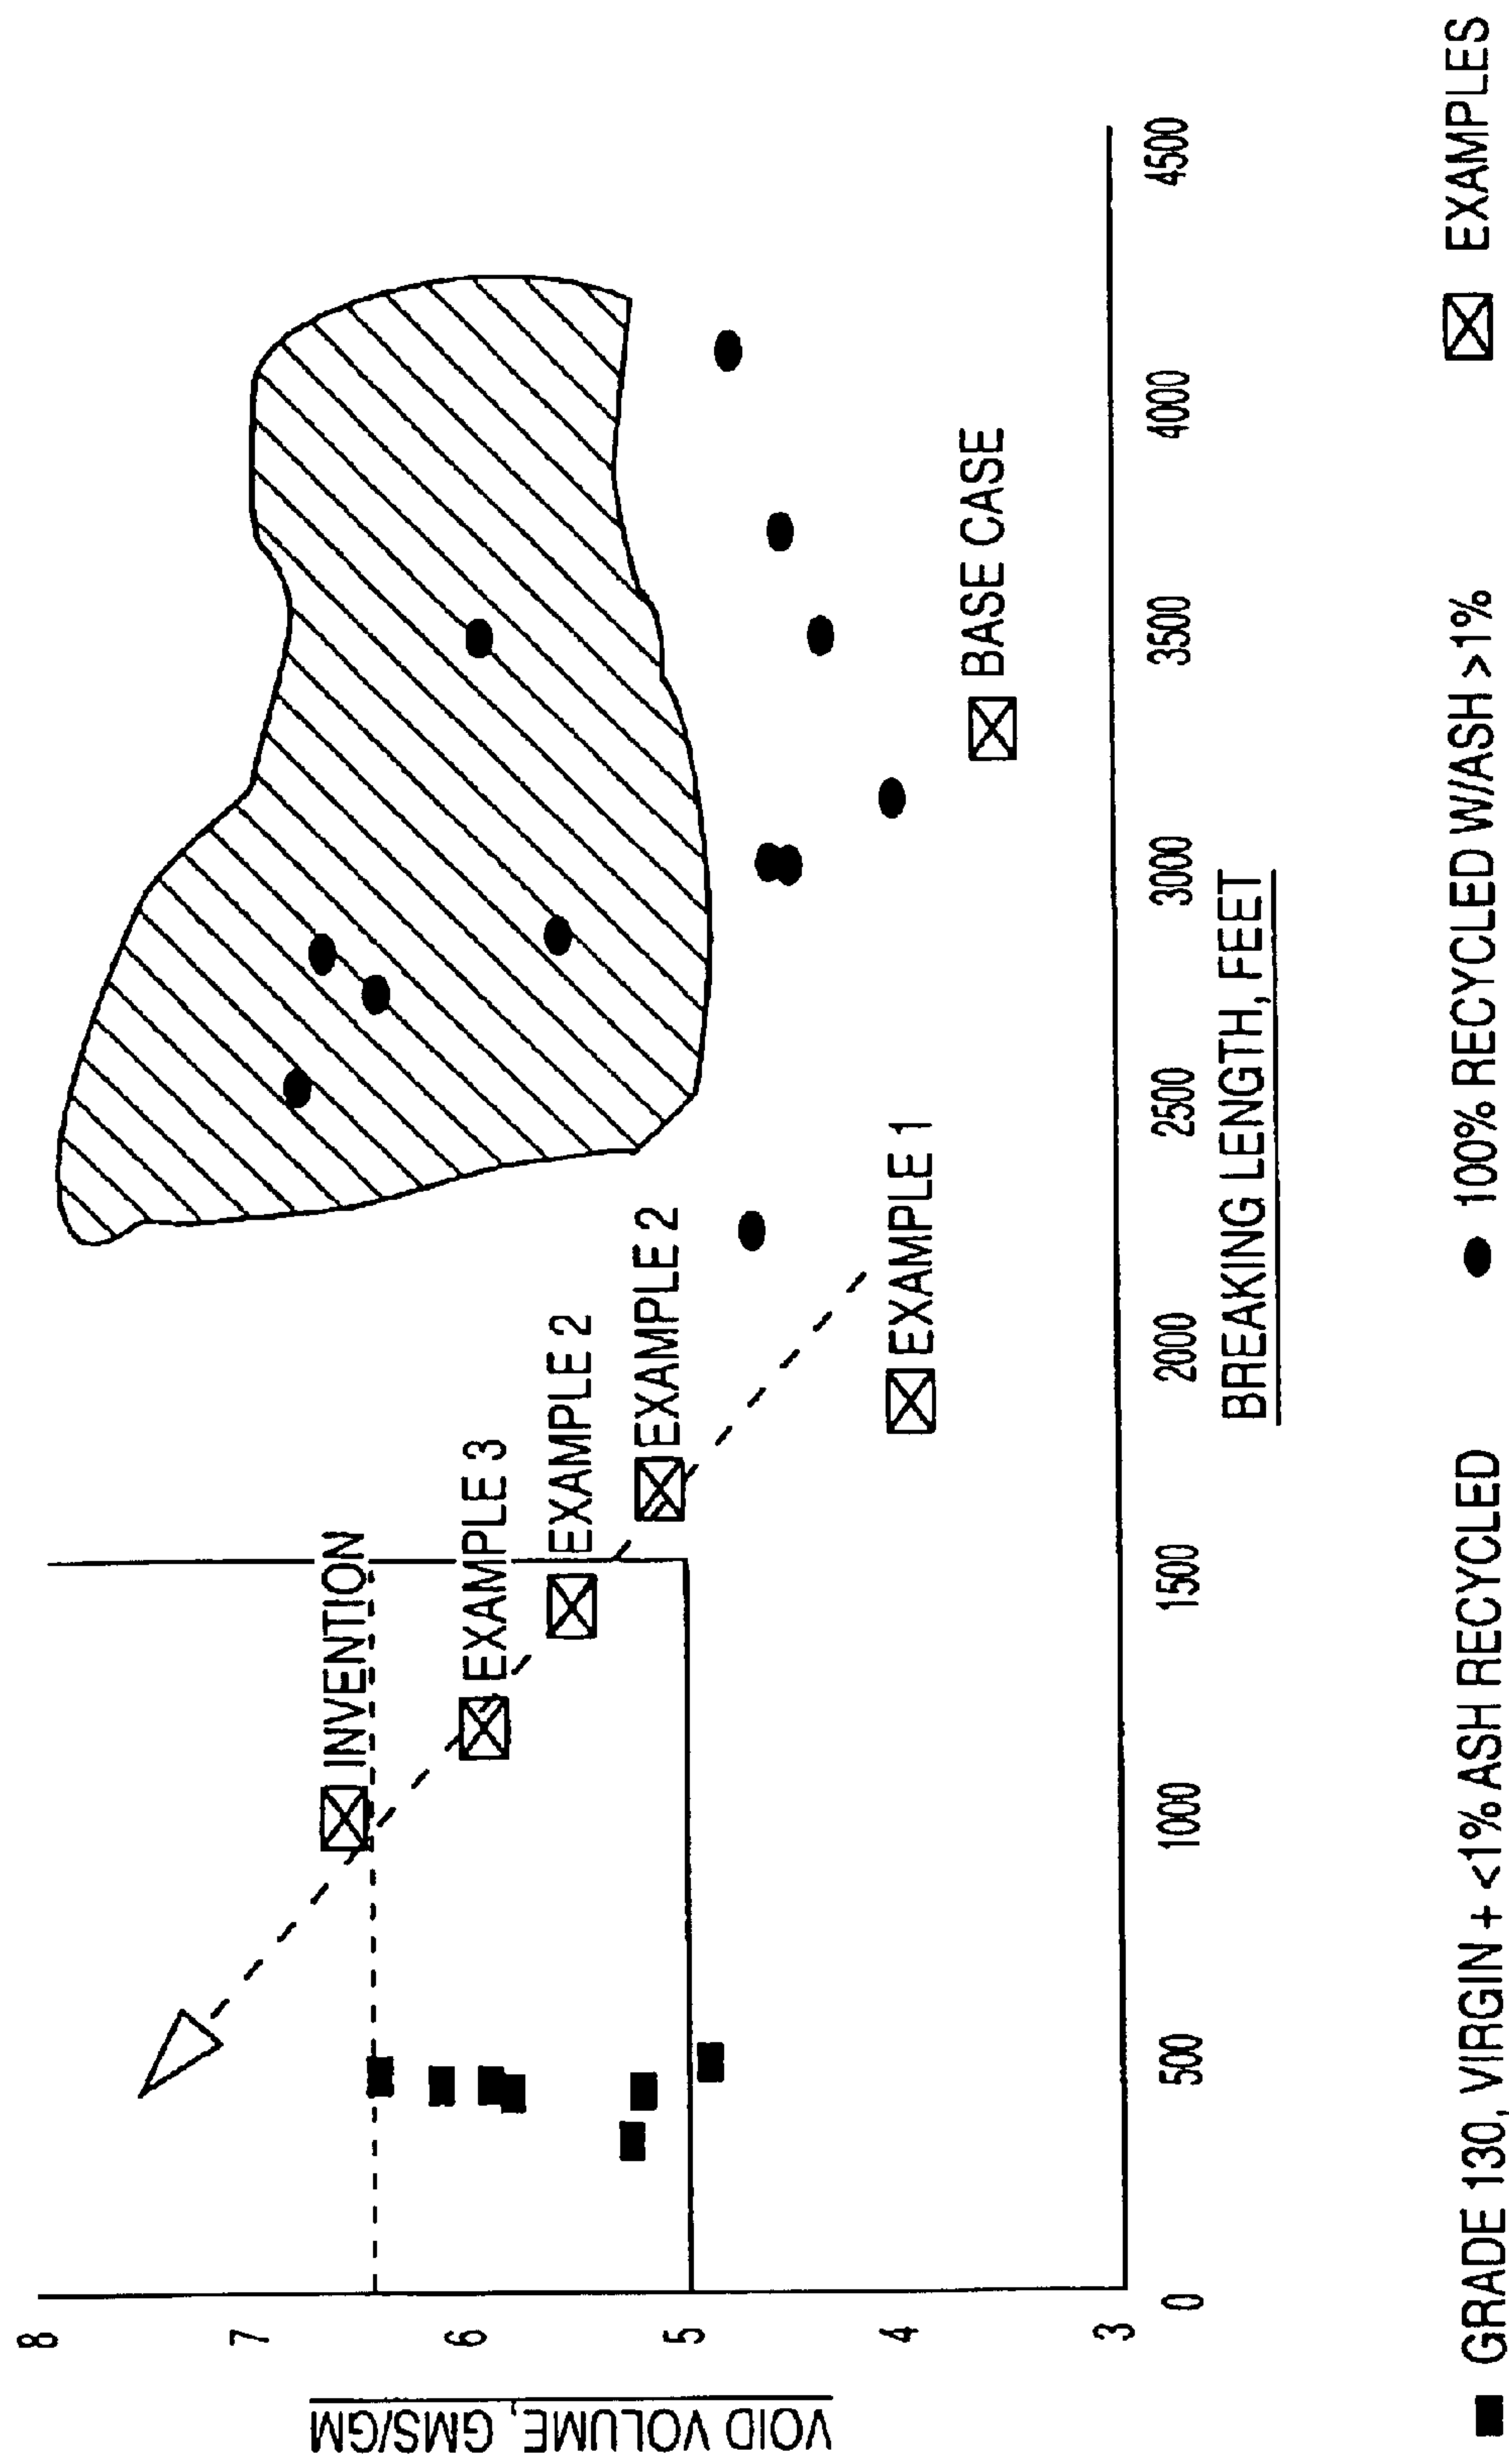 VOID VOLUME, GMS/GM
8
7
6
5
4
3
INVENTION
EXAMPLE 3
EXAMPLE 2
EXAMPLE 2
EXAMPLE 1
BASE CASE
0
500
1000
1500
2000
2500
3000
3500
4000
4500
BREAKING LENGTH, FEET
GRADE 130, VIRGIN + <1% ASH RECYCLED
100% RECYCLED W/ASH >1%
EXAMPLES